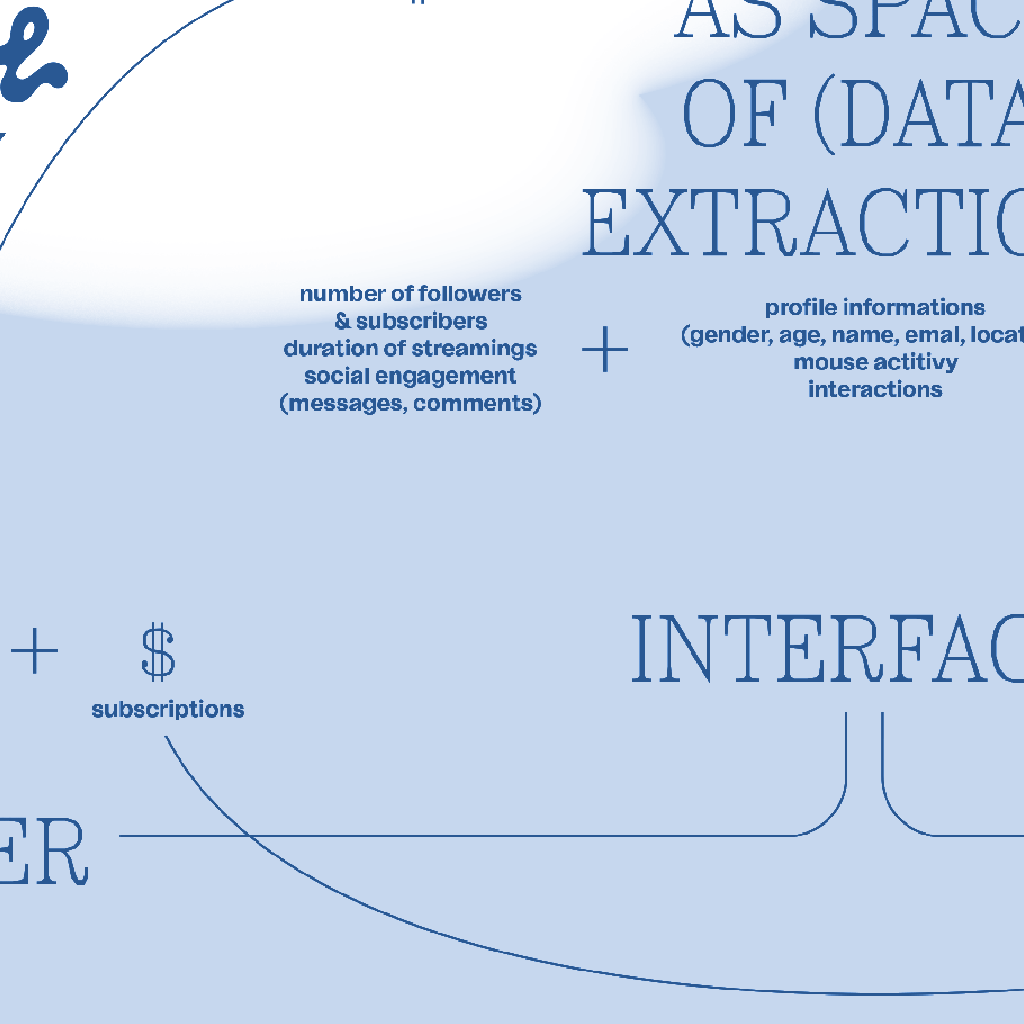 AS SPAC
OF (DATA
EXTRACTIO
number of followers
& subscribers
duration of streamings
social engagement
(messages, comments)
+
profile informations
(gender, age, name, emal, locat
mouse actitivy
interactions
+ $
subscriptions
INTERFAC
ER